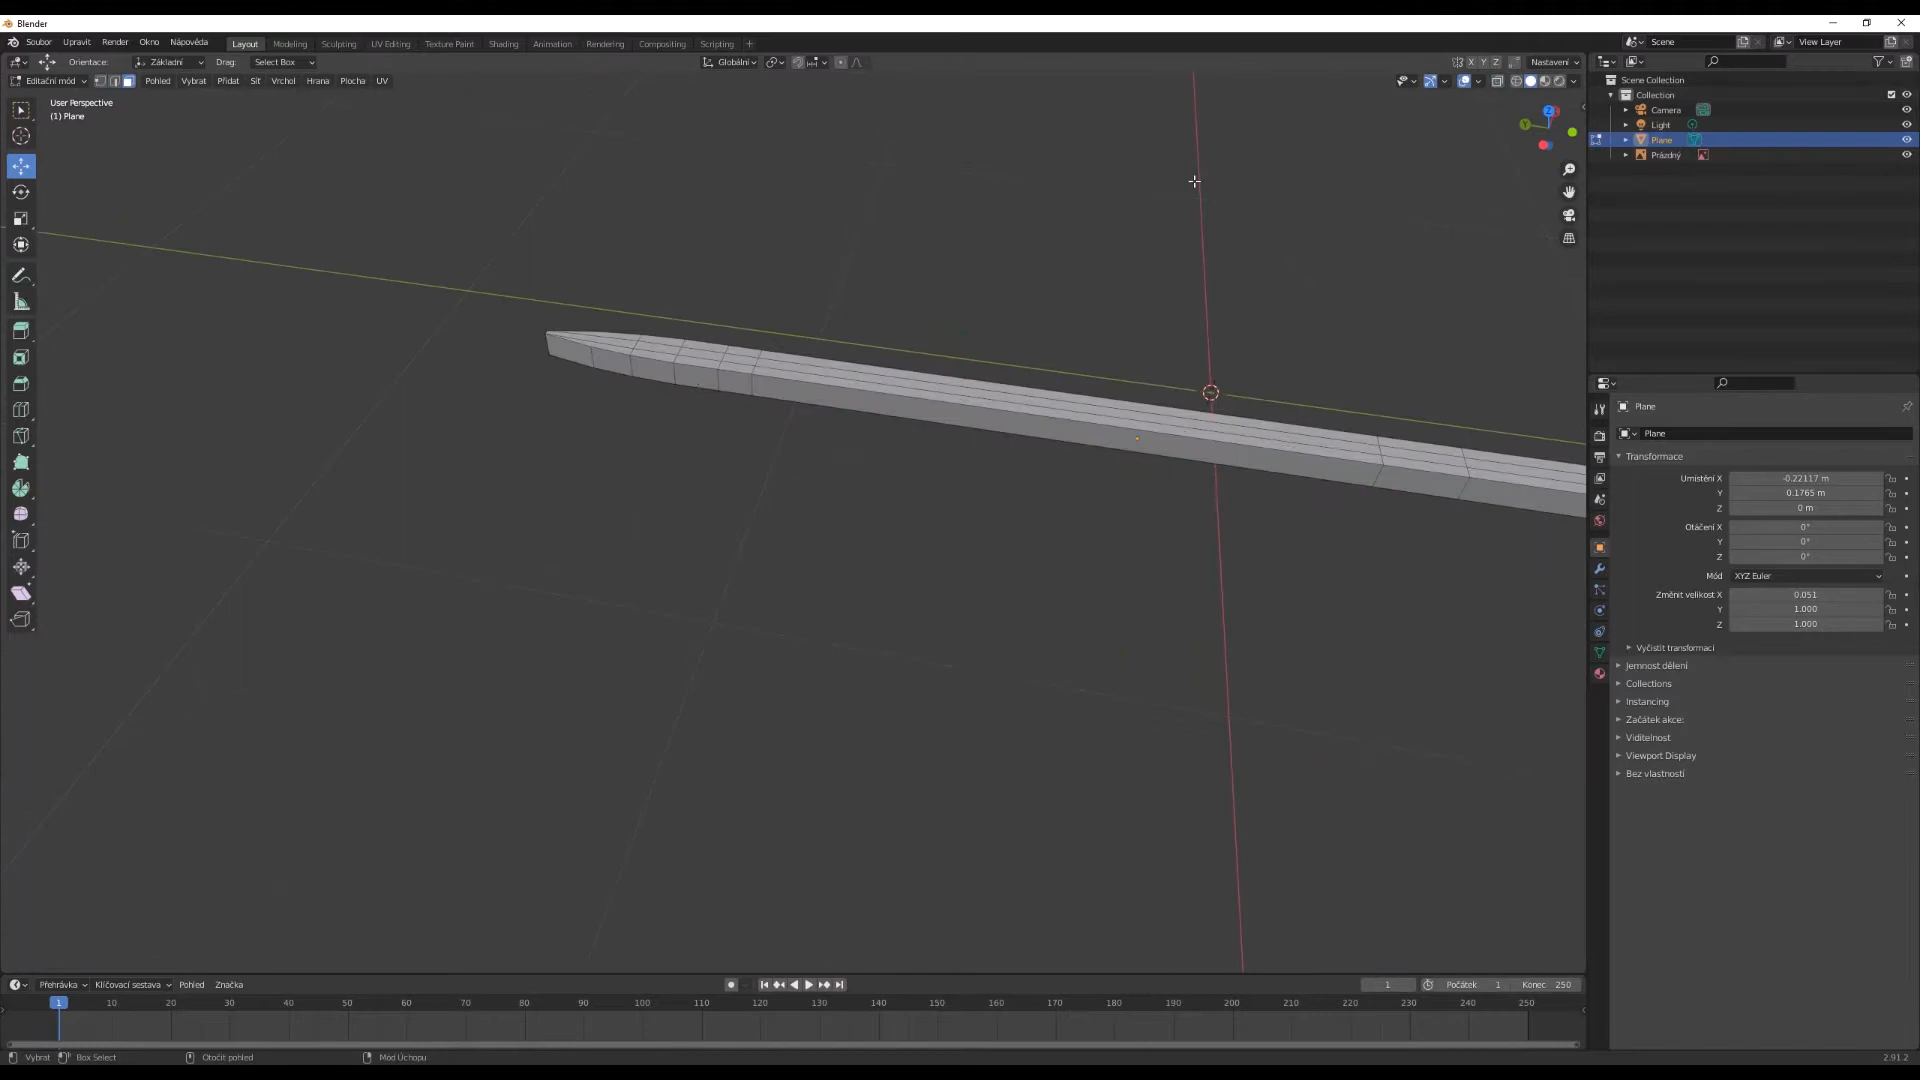 Blender
Soubor Upravit Render Okno Nápověda Layout Modeling Sculpting UV Editing Texture Paint Shading Animation Rendering Compositing Scripting + Scene View Layer
Orientace: Základní Drag: Select Box Globální X Y Z Nastavení
Editační mód Pohled Vybrat Přidat Síť Vrchol Hrana Plocha UV
User Perspective
(1) Plane
Z
Y
Scene Collection
Collection
Camera
Light
Plane
Prázdný
Plane
Plane
Transformace
Umístění X -0.22117 m
Y 0.1765 m
Z 0 m
Otáčení X 0°
Y 0°
Z 0°
Mód XYZ Euler
Změnit velikost X 0.051
Y 1.000
Z 1.000
Vyčistit transformaci
Jemnost dělení
Collections
Instancing
Začátek akce:
Viditelnost
Viewport Display
Bez vlastností
Přehrávka Klíčovací sestava Pohled Značka 1 Počátek 1 Konec 250
1 10 20 30 40 50 60 70 80 90 100 110 120 130 140 150 160 170 180 190 200 210 220 230 240 250
Vybrat Box Select Otočit pohled Mód Úchopu 2.91.2